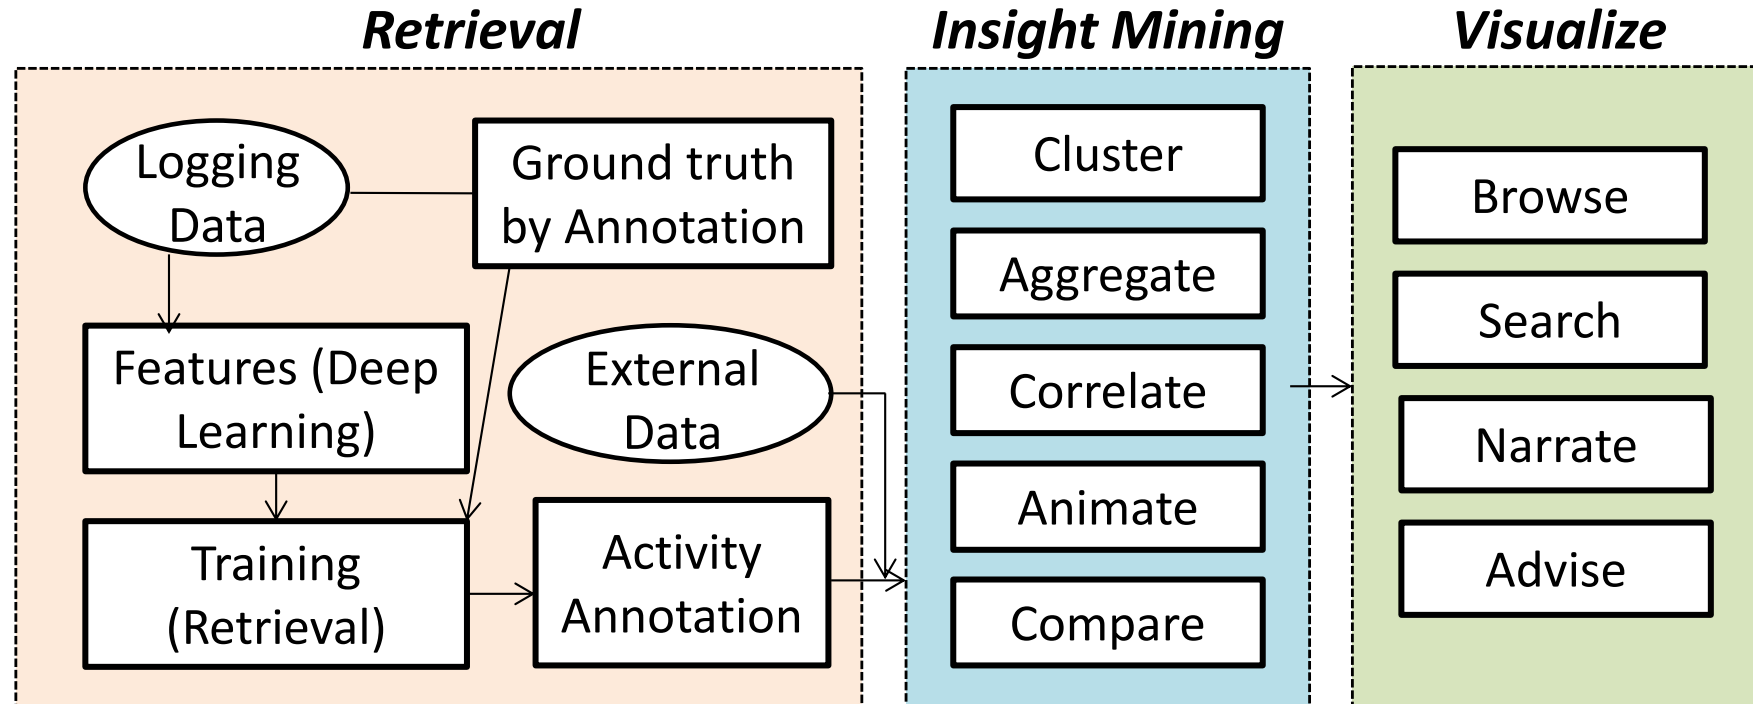 Retrieval
Insight Mining
Visualize
Logging
Data
Ground truth
by Annotation
Features (Deep
Learning)
External
Data
Training
(Retrieval)
Activity
Annotation
Cluster
Aggregate
Correlate
Animate
Compare
Browse
Search
Narrate
Advise